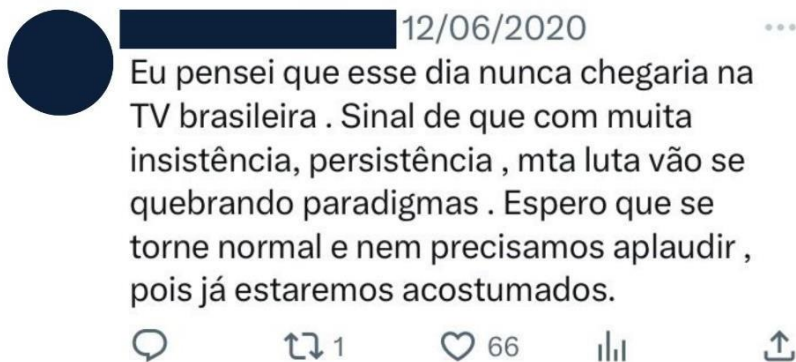 12/06/2020
Eu pensei que esse dia nunca chegaria na
TV brasileira . Sinal de que com muita
insistência, persistência , mta luta vão se
quebrando paradigmas . Espero que se
torne normal e nem precisamos aplaudir ,
pois já estaremos acostumados.
1 66